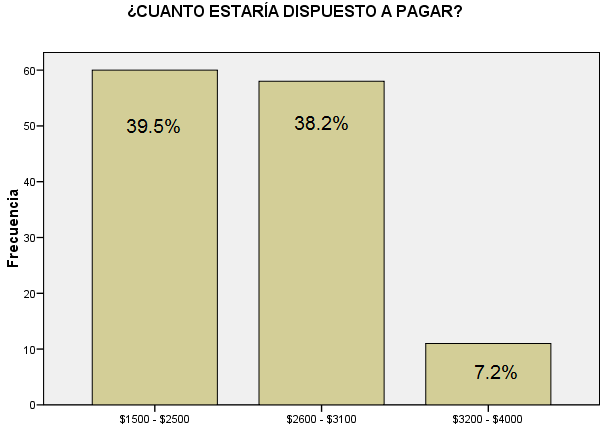 ¿CUANTO ESTARÍA DISPUESTO A PAGAR?
Frecuencia
60
50
40
30
20
10
0
39.5%
38.2%
7.2%
$1500 - $2500
$2600 - $3100
$3200 - $4000